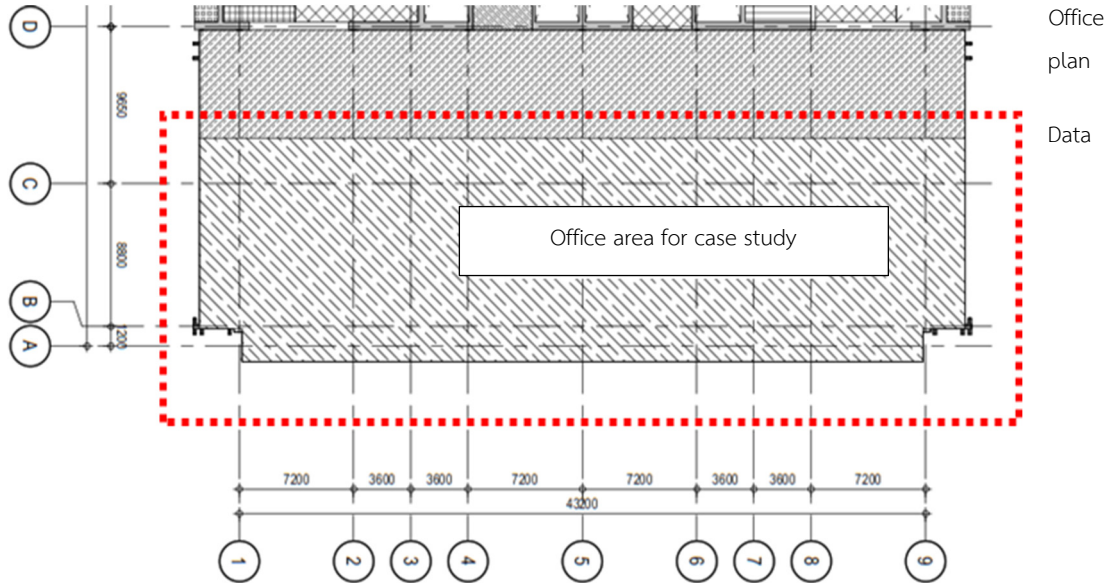 Office
plan
Data
D
9650
C
Office area for case study
8800
B
1200
A
7200 3600 3600 7200 7200 3600 3600 7200
43200
1 2 3 4 5 6 7 8 9